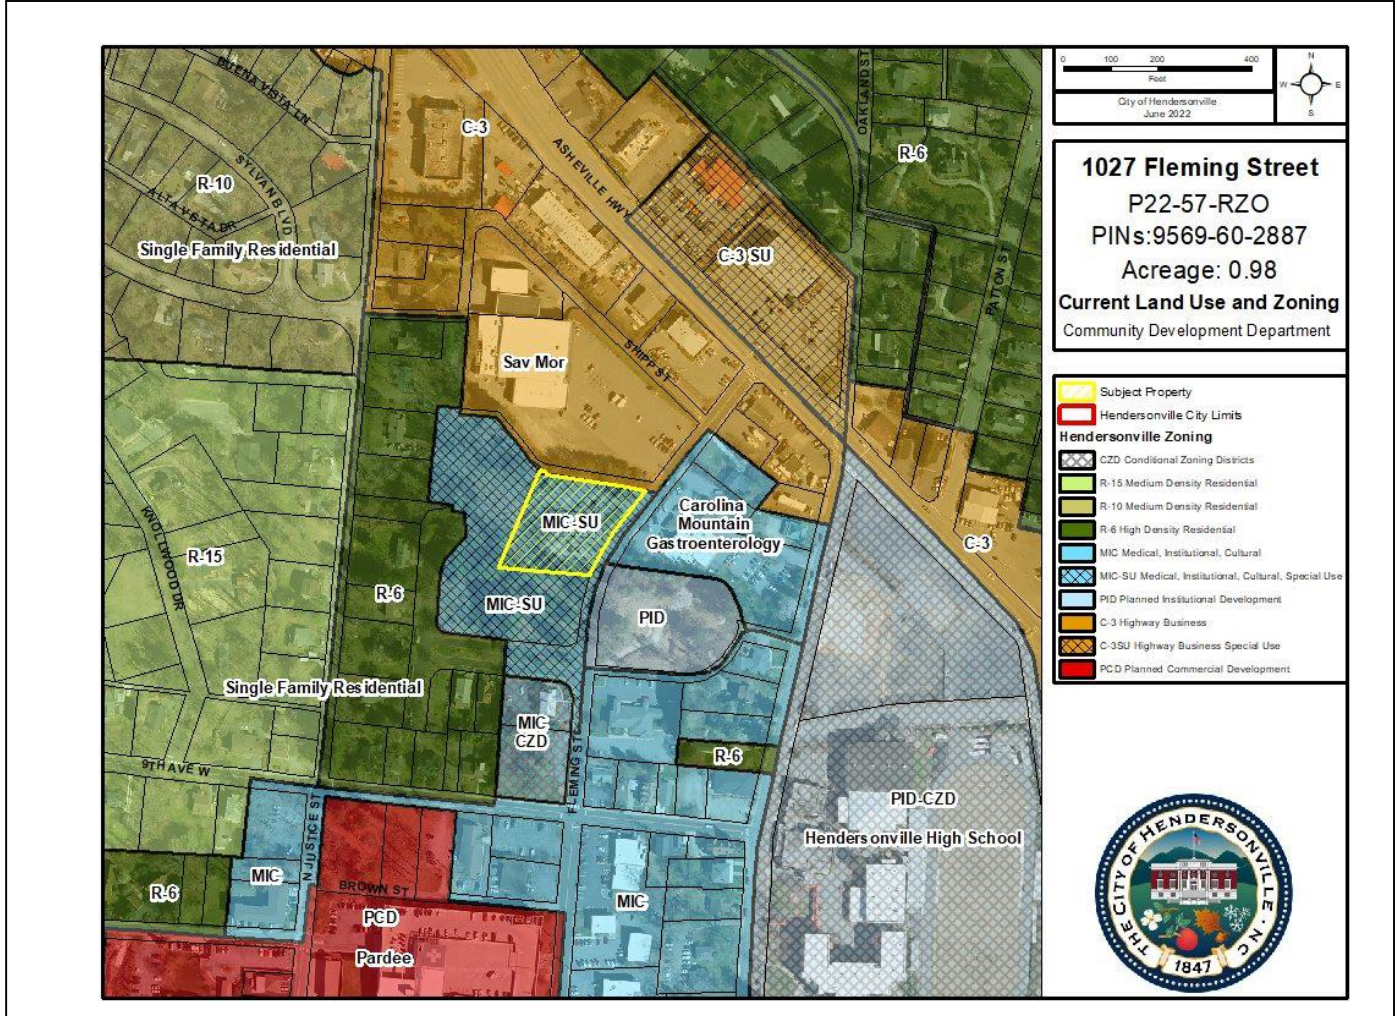 BUENA VISTA LN
C-3
ASHEVILLE HWY
OAKLAND ST
R-6
SYLVAN BLVD
R-10
ALTA VISTA DR
Single Family Residential
C-3 SU
PATTON ST
Sav Mor
SHIPP ST
MIC-SU
Carolina
Mountain
Gastroenterology
KNOLLWOOD DR
R-15
C-3
R-6
MIC-SU
PID
Single Family Residential
MIC
CZD
FLEMING ST
R-6
9TH AVE W
PID-CZD
Hendersonville High School
N JUSTICE ST
R-6
MIC
BROWN ST
PCD
Pardee
MIC
0 100 200 400
Feet
City of Hendersonville
June 2022
N
W E
S
1027 Fleming Street
P22-57-RZO
PINs:9569-60-2887
Acreage: 0.98
Current Land Use and Zoning
Community Development Department
Subject Property
Hendersonville City Limits
Hendersonville Zoning
CZD Conditional Zoning Districts
R-15 Medium Density Residential
R-10 Medium Density Residential
R-6 High Density Residential
MIC Medical, Institutional, Cultural
MIC-SU Medical, Institutional, Cultural, Special Use
PID Planned Institutional Development
C-3 Highway Business
C-3SU Highway Business Special Use
PCD Planned Commercial Development
THE CITY OF HENDERSONVILLE, NC
1847